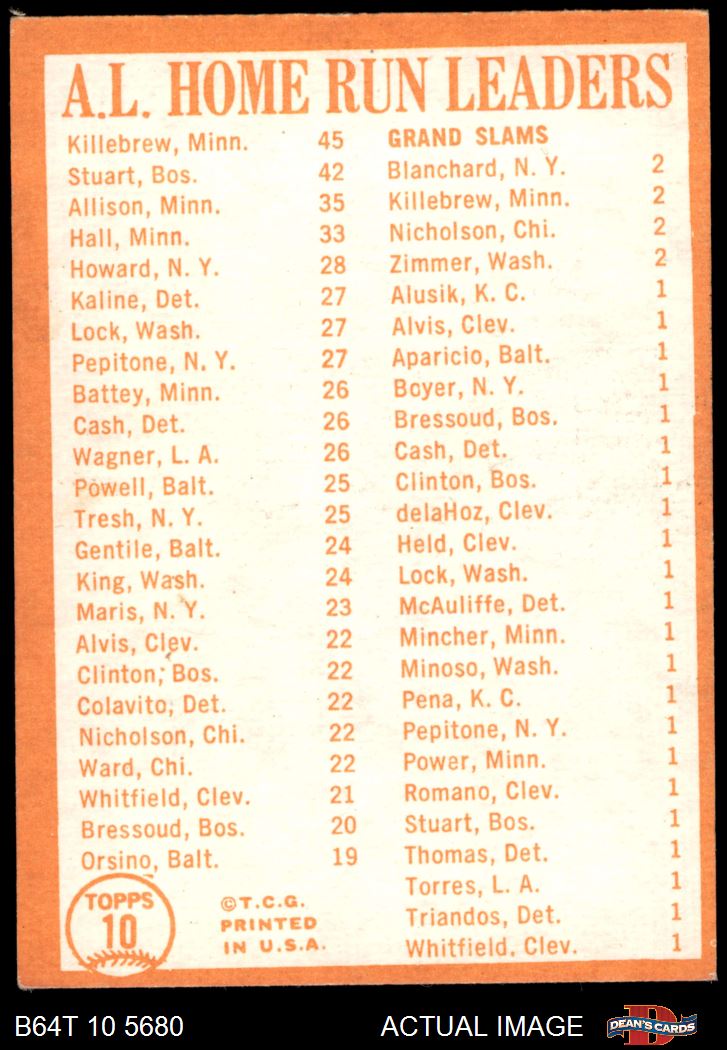 A.L. HOME RUN LEADERS
Killebrew, Minn. 45
Stuart, Bos. 42
Allison, Minn. 35
Hall, Minn. 33
Howard, N. Y. 28
Kaline, Det. 27
Lock, Wash. 27
Pepitone, N. Y. 27
Battey, Minn. 26
Cash, Det. 26
Wagner, L. A. 26
Powell, Balt. 25
Tresh, N. Y. 25
Gentile, Balt. 24
King, Wash. 24
Maris, N. Y. 23
Alvis, Clev. 22
Clinton, Bos. 22
Colavito, Det. 22
Nicholson, Chi. 22
Ward, Chi. 22
Whitfield, Clev. 21
Bressoud, Bos. 20
Orsino, Balt. 19
GRAND SLAMS
Blanchard, N. Y. 2
Killebrew, Minn. 2
Nicholson, Chi. 2
Zimmer, Wash. 2
Alusik, K. C. 1
Alvis, Clev. 1
Aparicio, Balt. 1
Boyer, N. Y. 1
Bressoud, Bos. 1
Cash, Det. 1
Clinton, Bos. 1
delaHoz, Clev. 1
Held, Clev. 1
Lock, Wash. 1
McAuliffe, Det. 1
Mincher, Minn. 1
Minoso, Wash. 1
Pena, K. C. 1
Pepitone, N. Y. 1
Power, Minn. 1
Romano, Clev. 1
Stuart, Bos. 1
Thomas, Det. 1
Torres, L. A. 1
Triandos, Det. 1
Whitfield, Clev. 1
TOPPS
10
©T.C.G.
PRINTED
IN U.S.A.
B64T 10 5680
ACTUAL IMAGE
D
DEAN'S CARDS